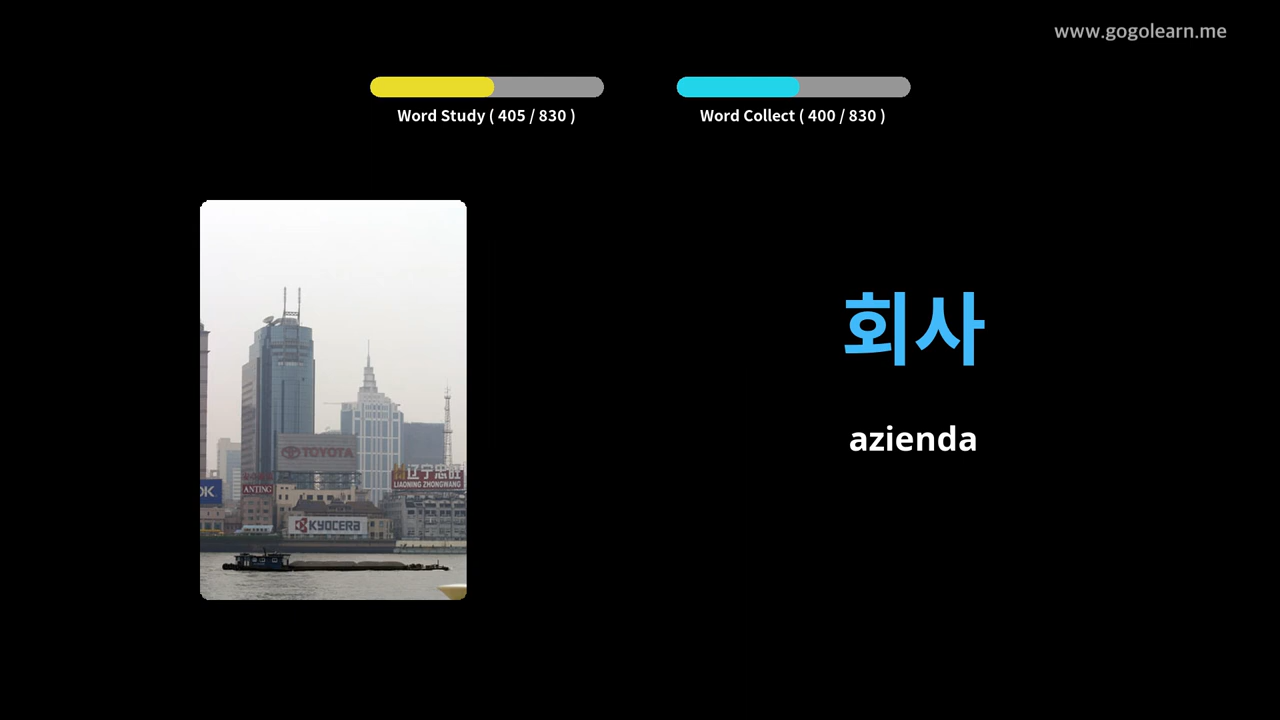 www.gogolearn.me
Word Study ( 405 / 830 )
Word Collect ( 400 / 830 )
회사
azienda
TOYOTA
OK
ANTING
辽宁忠旺
LIAONING ZHONGWANG
KYOCERA